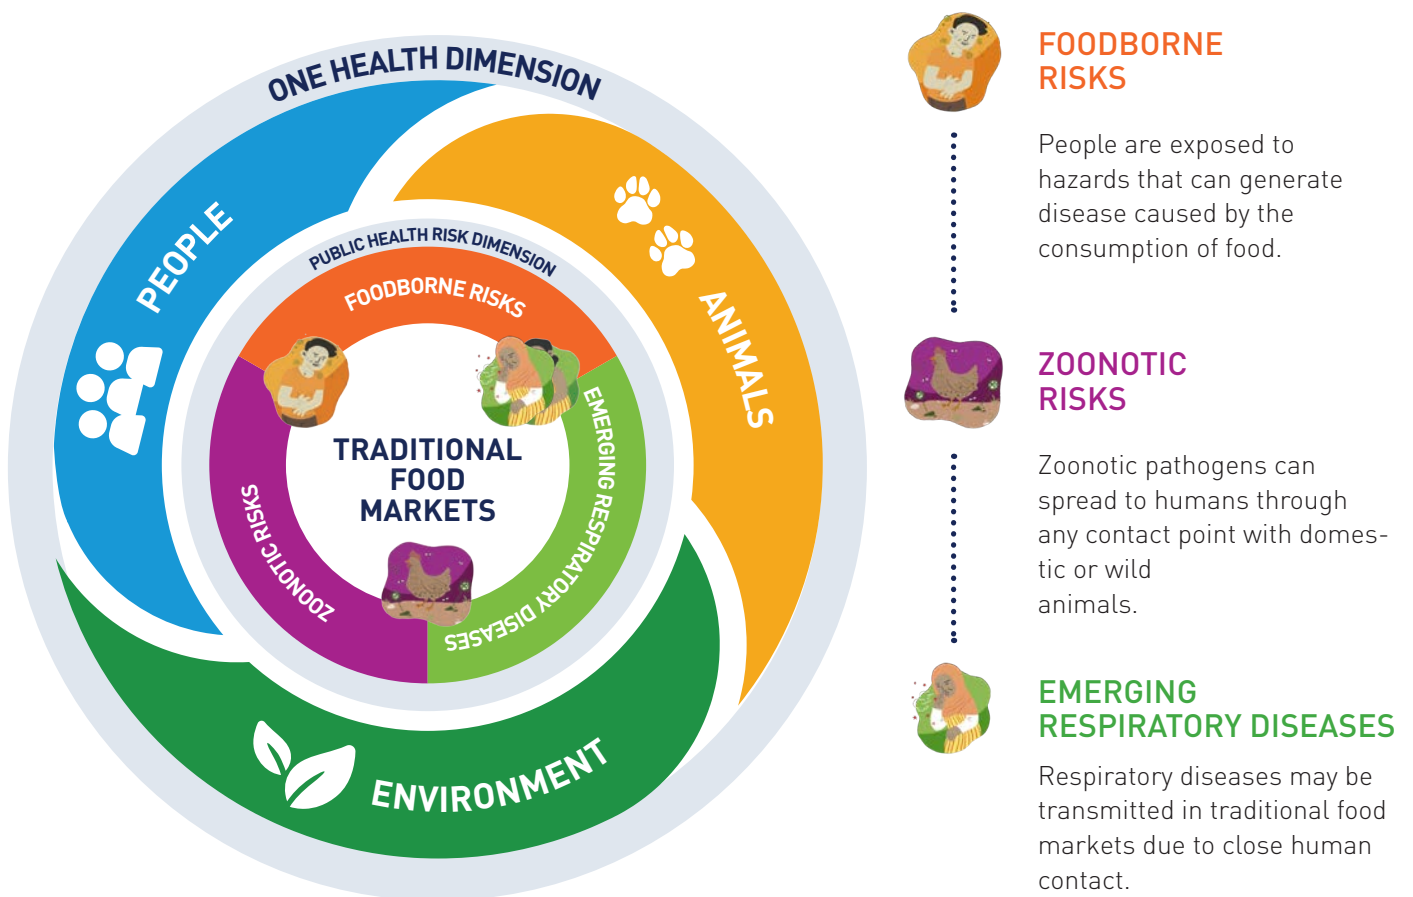 ONE HEALTH DIMENSION
PEOPLE
ANIMALS
ENVIRONMENT
PUBLIC HEALTH RISK DIMENSION
FOODBORNE RISKS
EMERGING RESPIRATORY DISEASES
ZOONOTIC RISKS
TRADITIONAL
FOOD
MARKETS
FOODBORNE
RISKS
People are exposed to
hazards that can generate
disease caused by the
consumption of food.
ZOONOTIC
RISKS
Zoonotic pathogens can
spread to humans through
any contact point with domes-
tic or wild
animals.
EMERGING
RESPIRATORY DISEASES
Respiratory diseases may be
transmitted in traditional food
markets due to close human
contact.